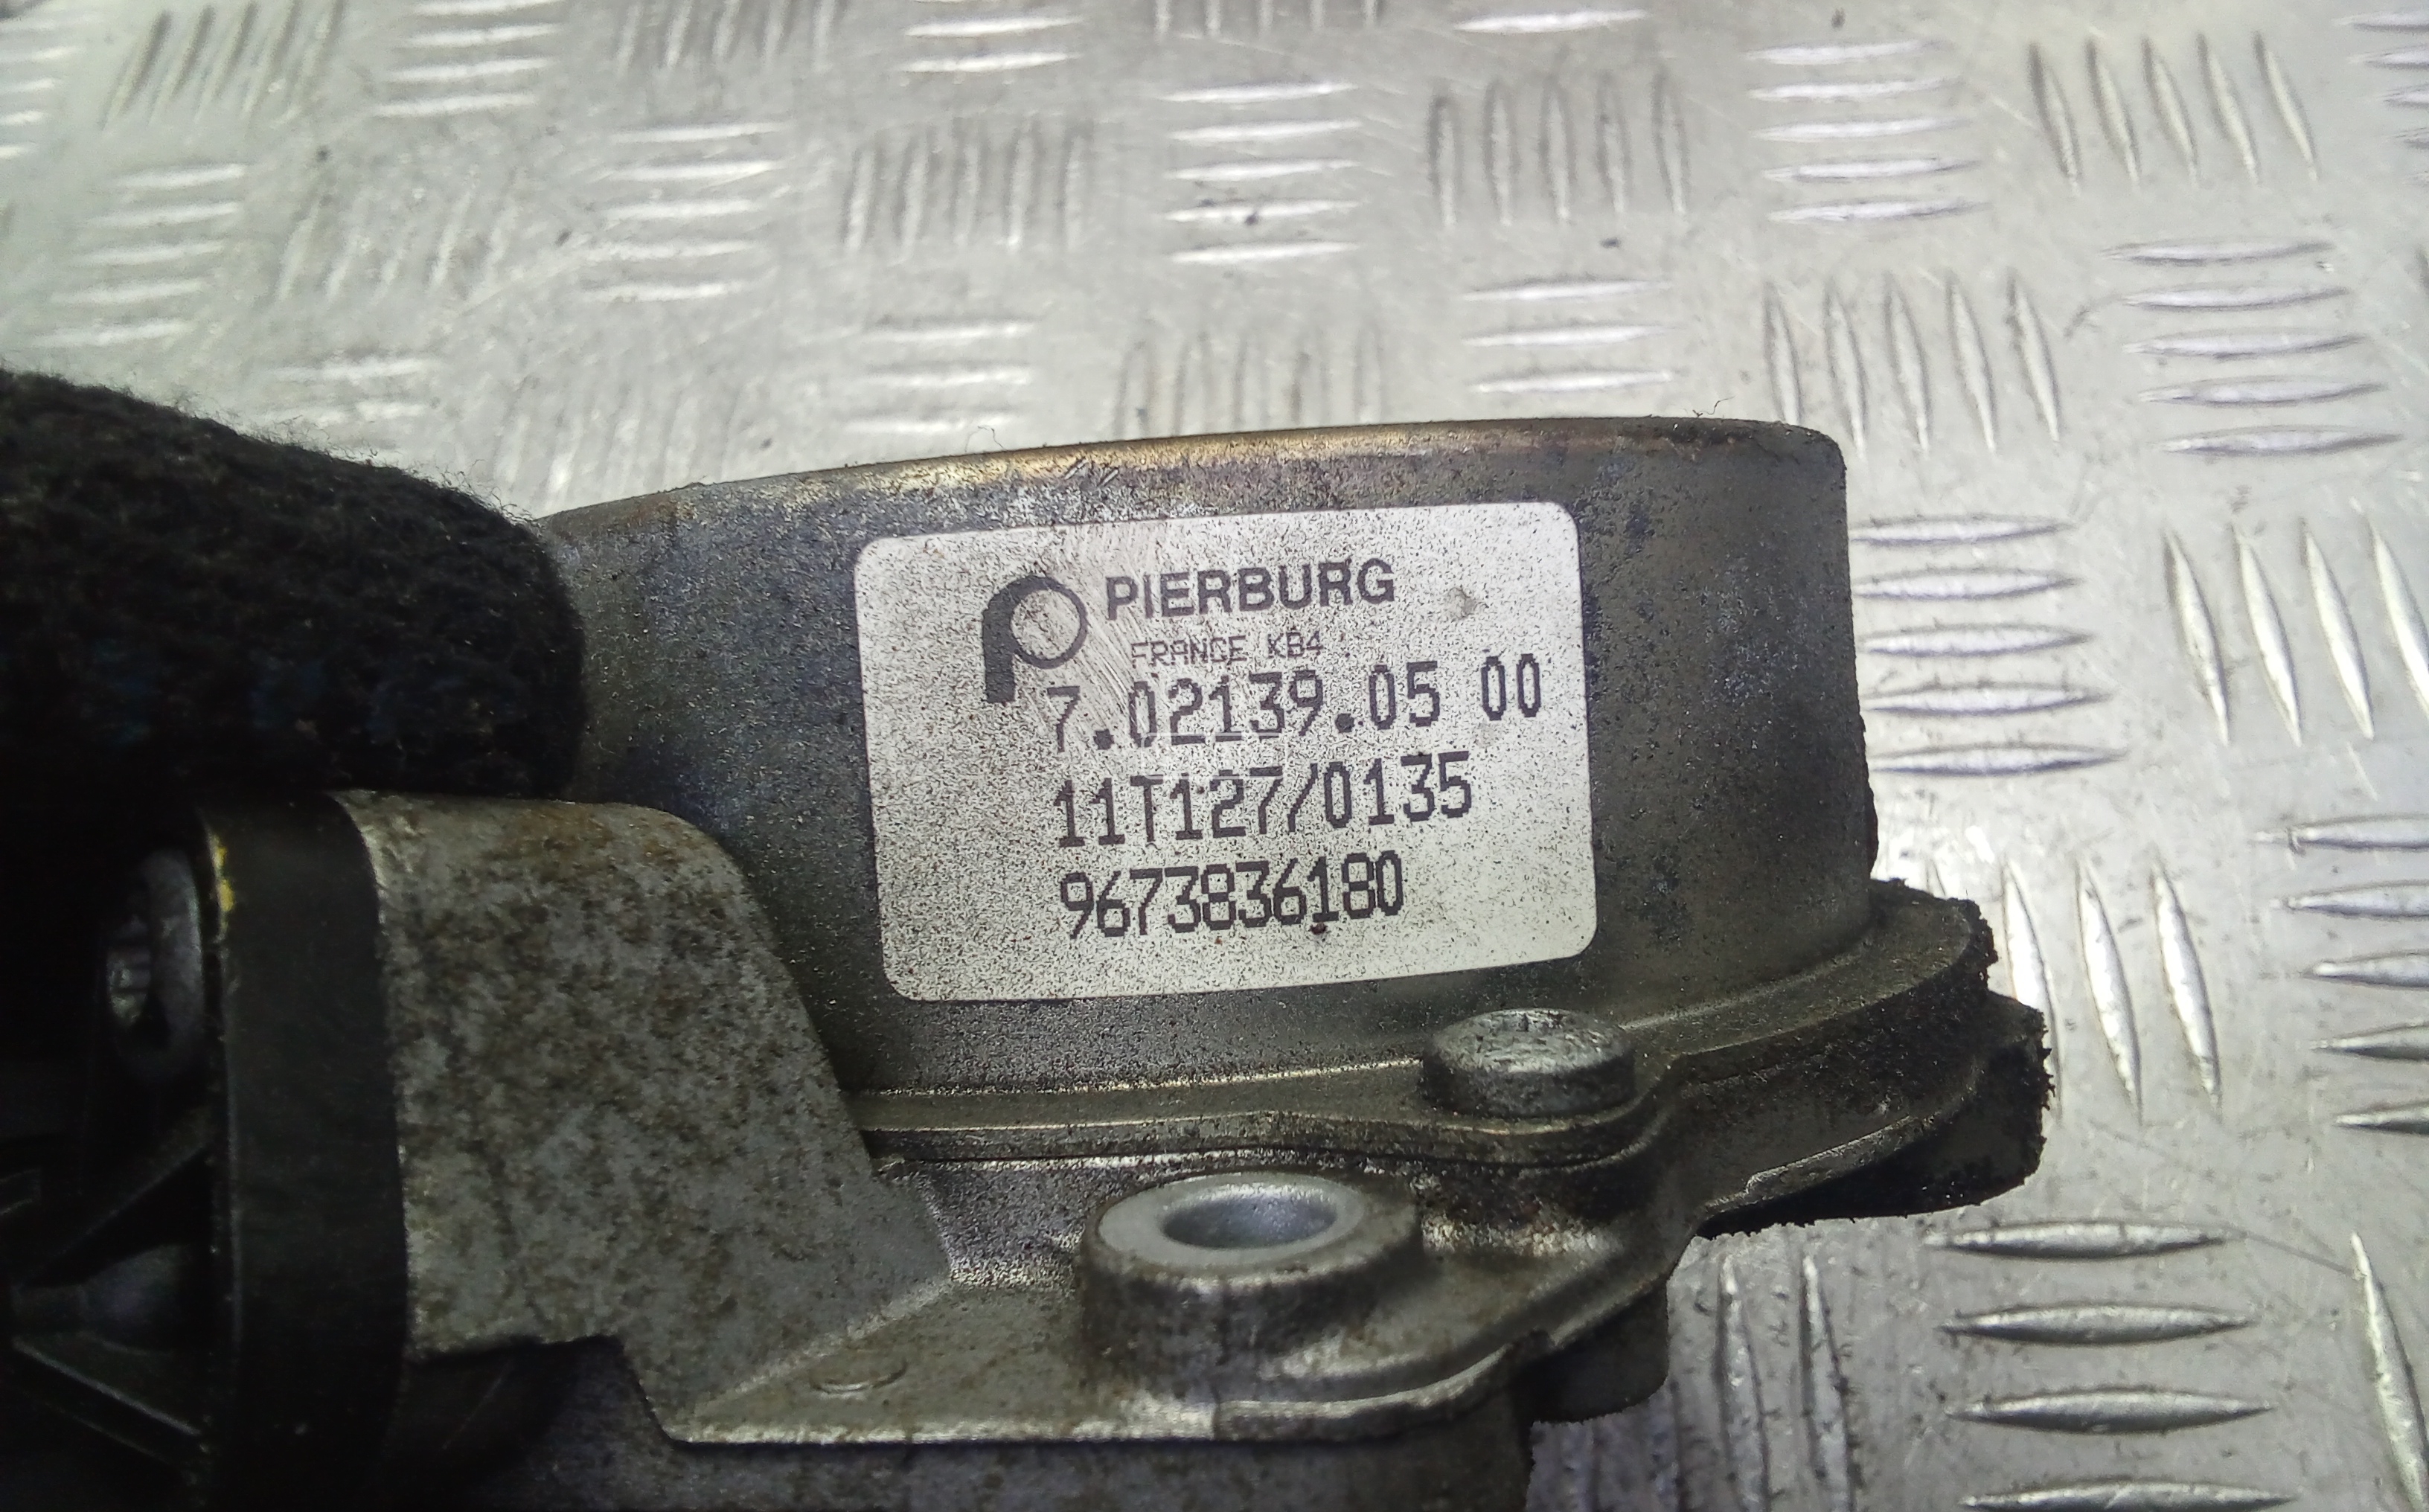 PIERBURG
FRANCE KB4
7.02139.05 00
11T127/0135
9673836180